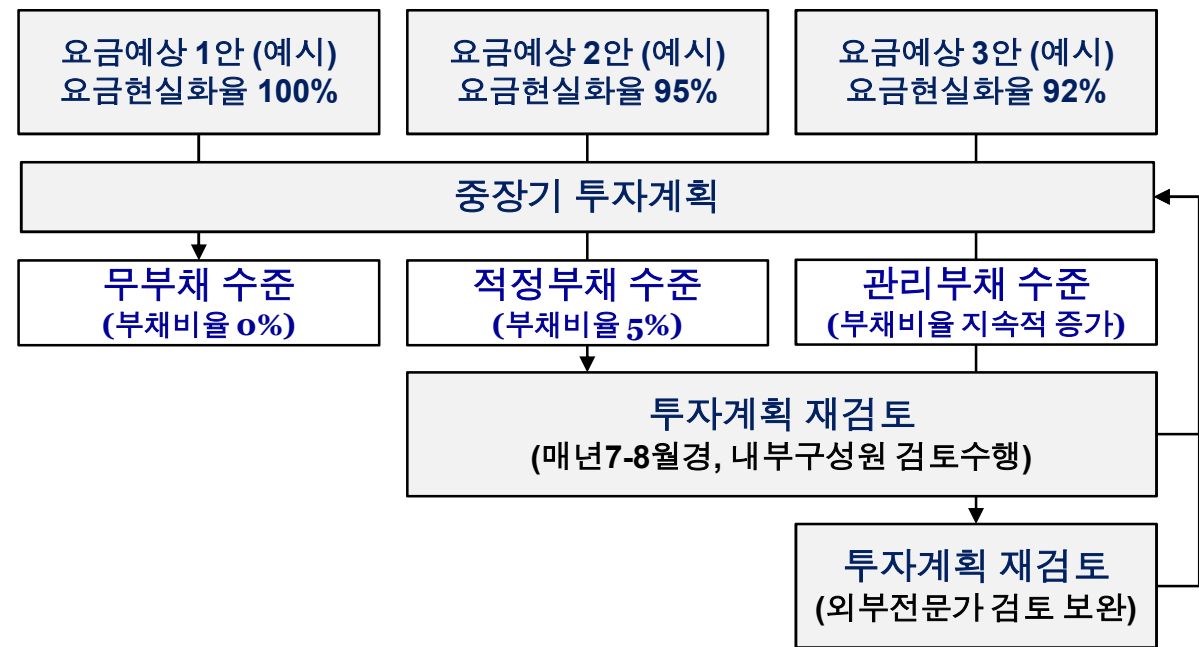 요금예상 1안 (예시)
요금현실화율 100%
요금예상 2안 (예시)
요금현실화율 95%
요금예상 3안 (예시)
요금현실화율 92%
중장기 투자계획
무부채 수준
(부채비율 0%)
적정부채 수준
(부채비율 5%)
관리부채 수준
(부채비율 지속적 증가)
투자계획 재검토
(매년7-8월경, 내부구성원 검토수행)
투자계획 재검토
(외부전문가 검토 보완)